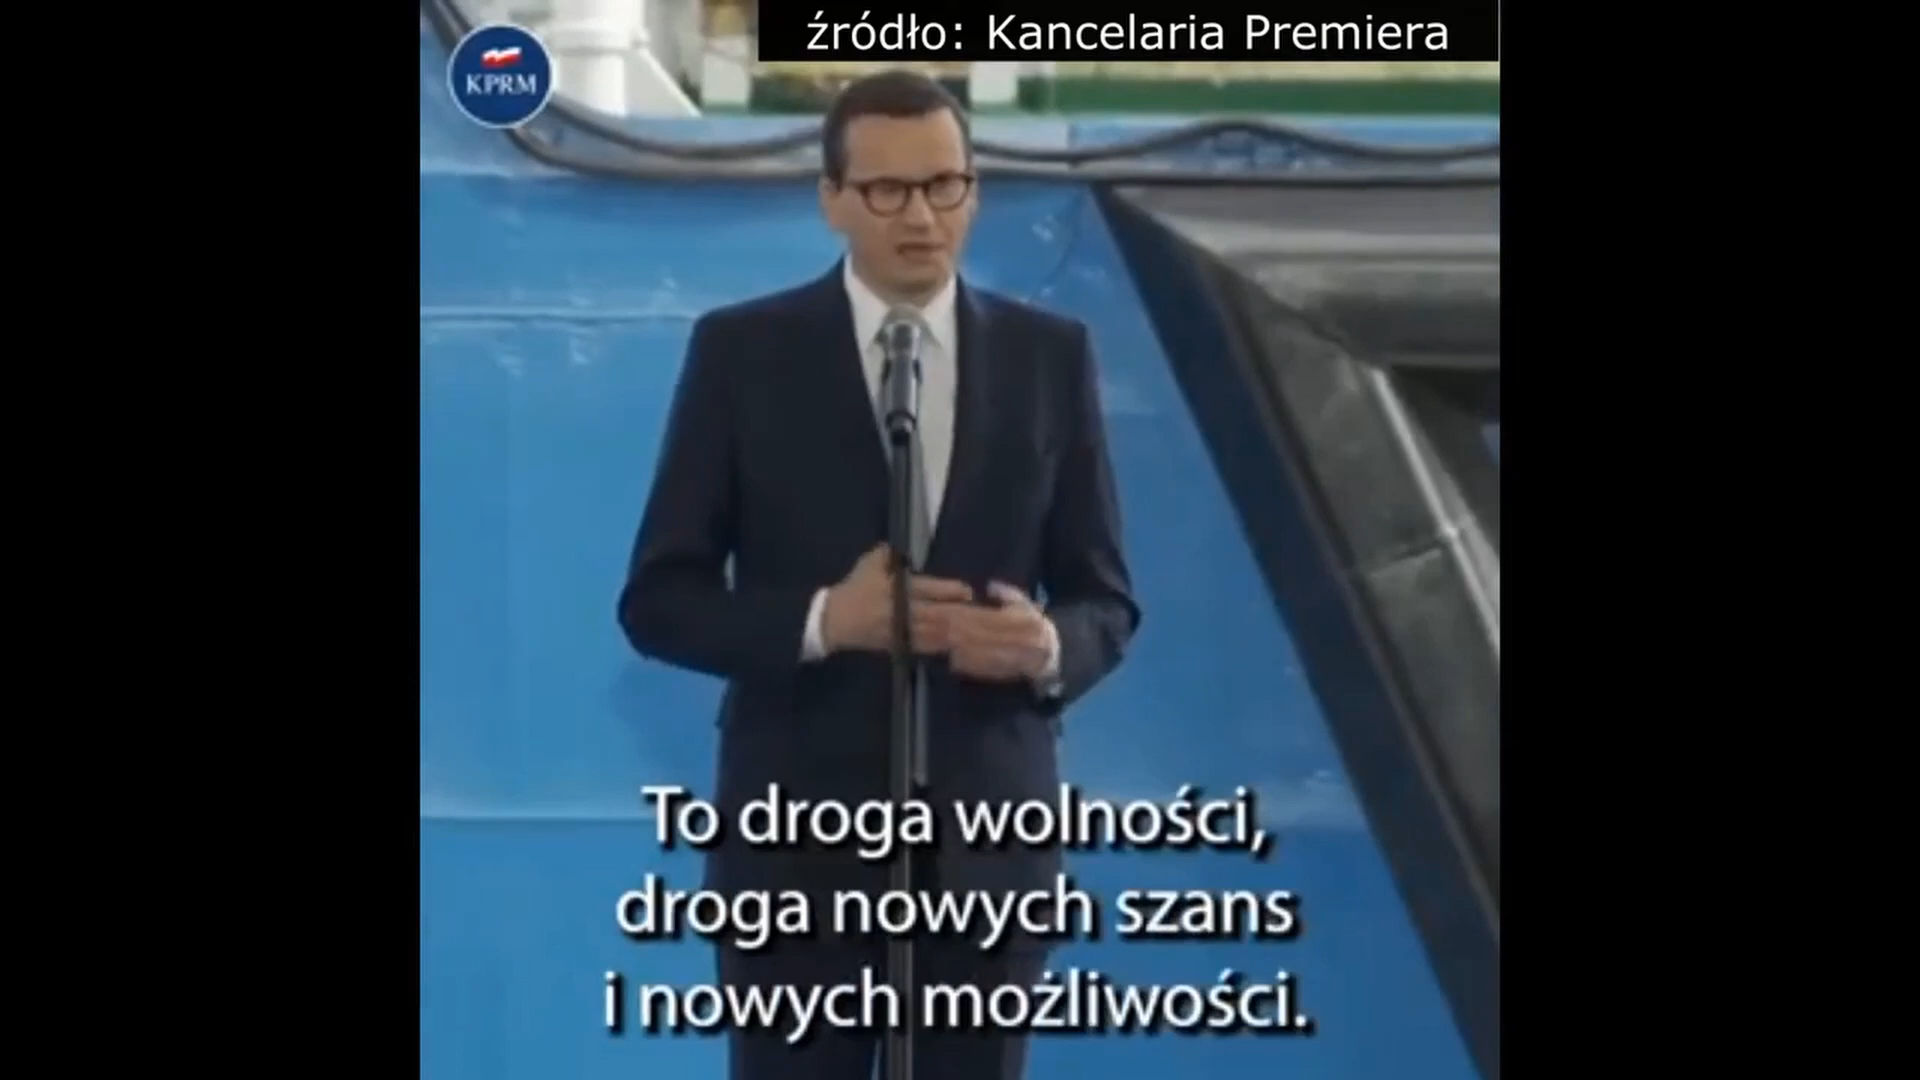 źródło: Kancelaria Premiera
KPRM
To droga wolności,
droga nowych szans
i nowych możliwości.